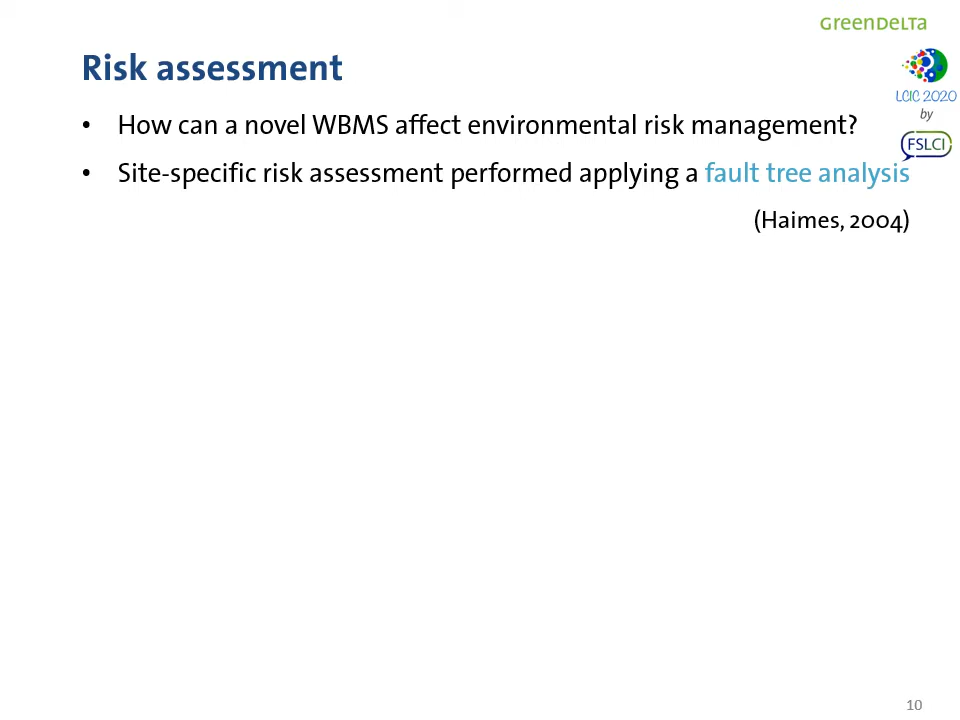 GreenDelta
Risk assessment
LCIC 2020
by
FSLCI
• How can a novel WBMS affect environmental risk management?
• Site-specific risk assessment performed applying a fault tree analysis
(Haimes, 2004)
10